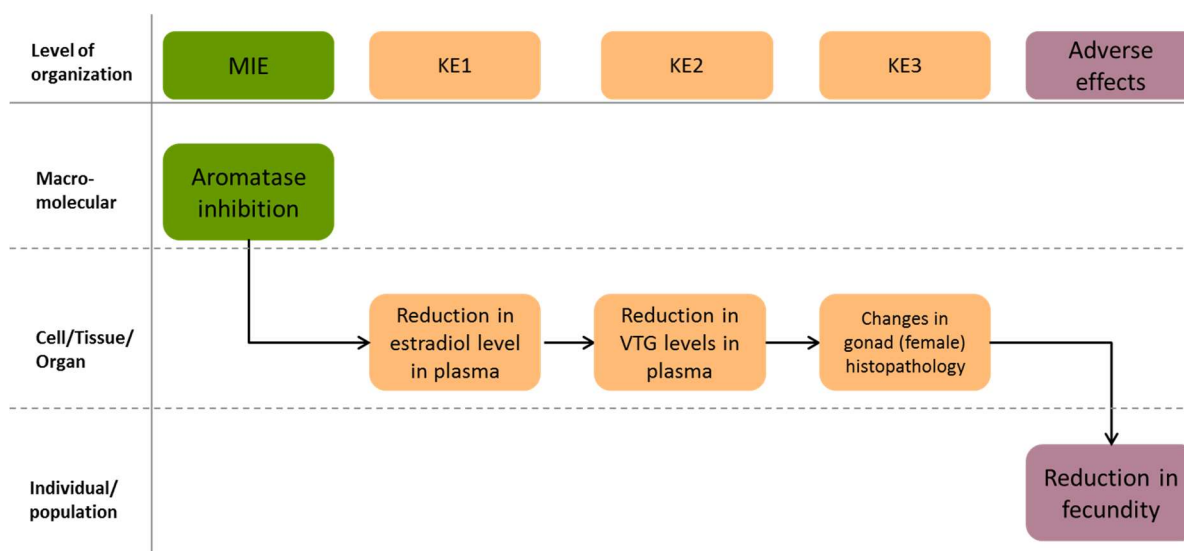 Level of
organization
MIE
KE1
KE2
KE3
Adverse
effects
Macro-
molecular
Aromatase
inhibition
Cell/Tissue/
Organ
Reduction in
estradiol level
in plasma
Reduction in
VTG levels in
plasma
Changes in
gonad (female)
histopathology
Individual/
population
Reduction in
fecundity